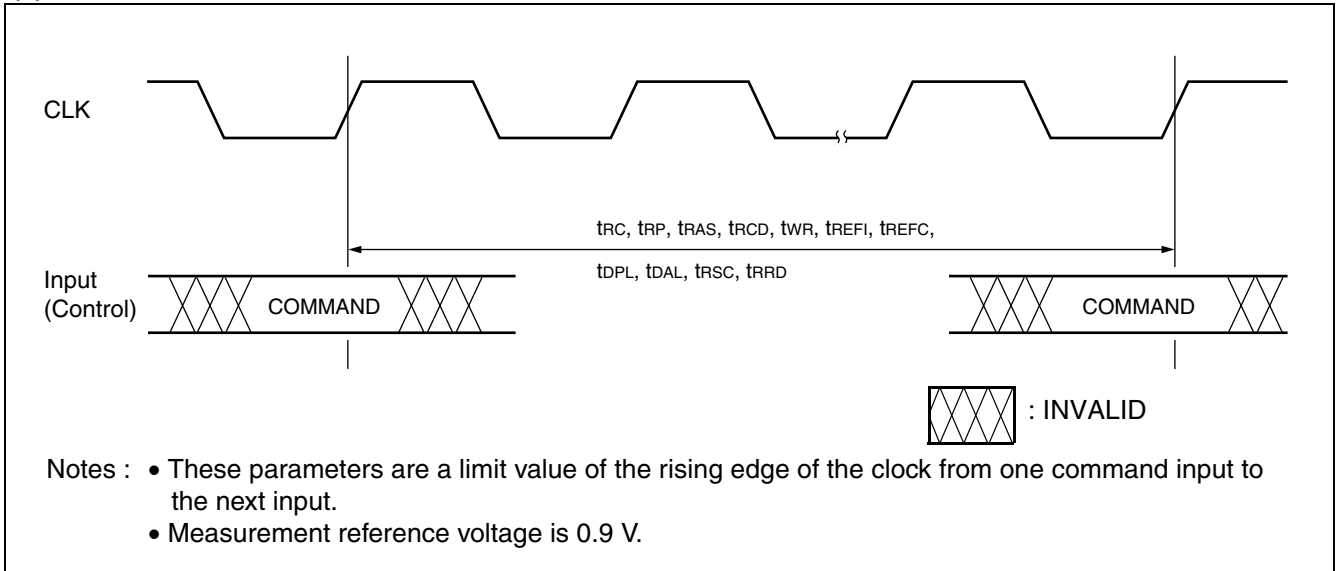 CLK
tRC, tRP, tRAS, tRCD, tWR, tREFI, tREFC,
tDPL, tDAL, tRSC, tRRD
Input
(Control)
COMMAND
COMMAND
: INVALID
Notes : • These parameters are a limit value of the rising edge of the clock from one command input to
the next input.
• Measurement reference voltage is 0.9 V.